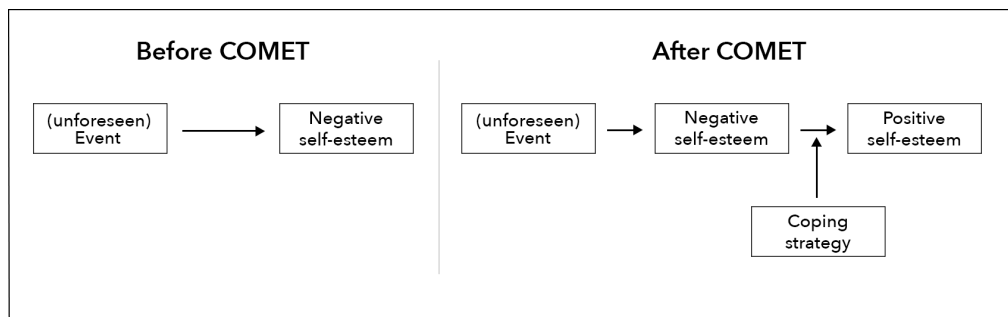 Before COMET
(unforeseen)
Event
Negative
self-esteem
After COMET
(unforeseen)
Event
Negative
self-esteem
Positive
self-esteem
Coping
strategy